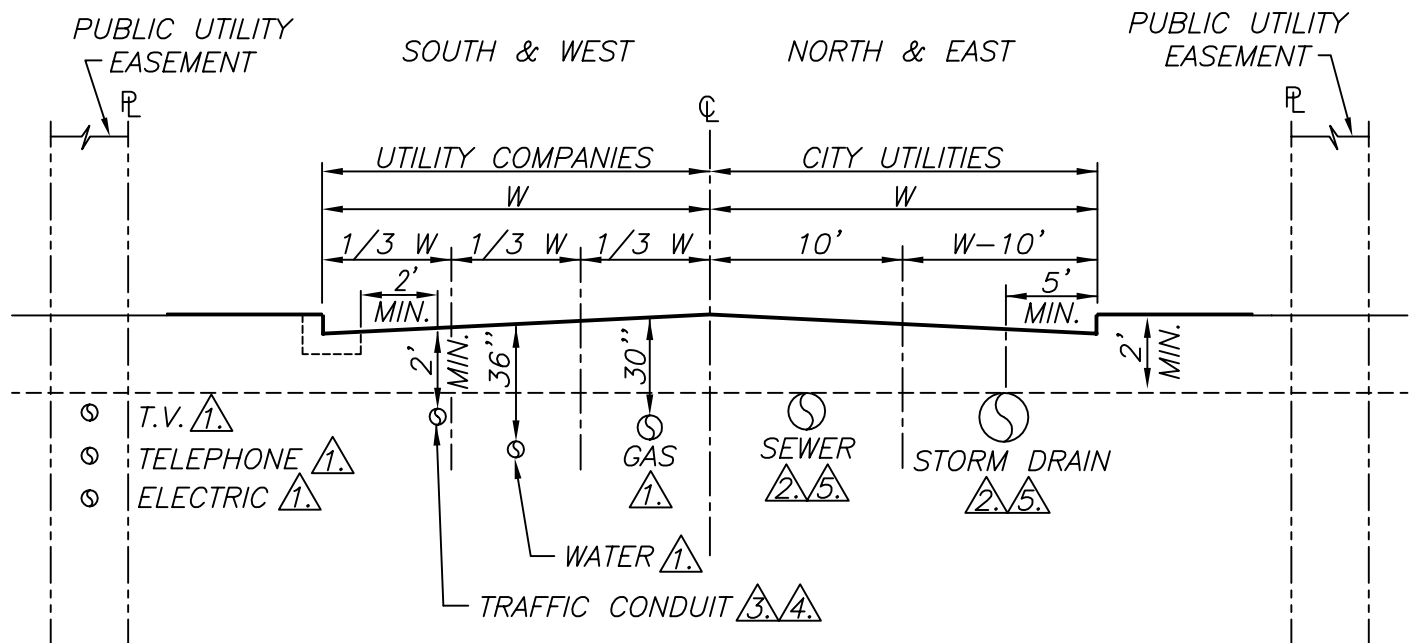 PUBLIC UTILITY
EASEMENT
SOUTH & WEST
NORTH & EAST
PUBLIC UTILITY
EASEMENT
PL
CL
PL
UTILITY COMPANIES
CITY UTILITIES
W
W
1/3 W
1/3 W
1/3 W
10'
W-10'
2'
MIN.
5'
MIN.
2'
MIN.
36"
30"
2'
MIN.
T.V. 1.
TELEPHONE 1.
ELECTRIC 1.
GAS
1.
SEWER
2. 5.
STORM DRAIN
2. 5.
WATER 1.
TRAFFIC CONDUIT 3. 4.